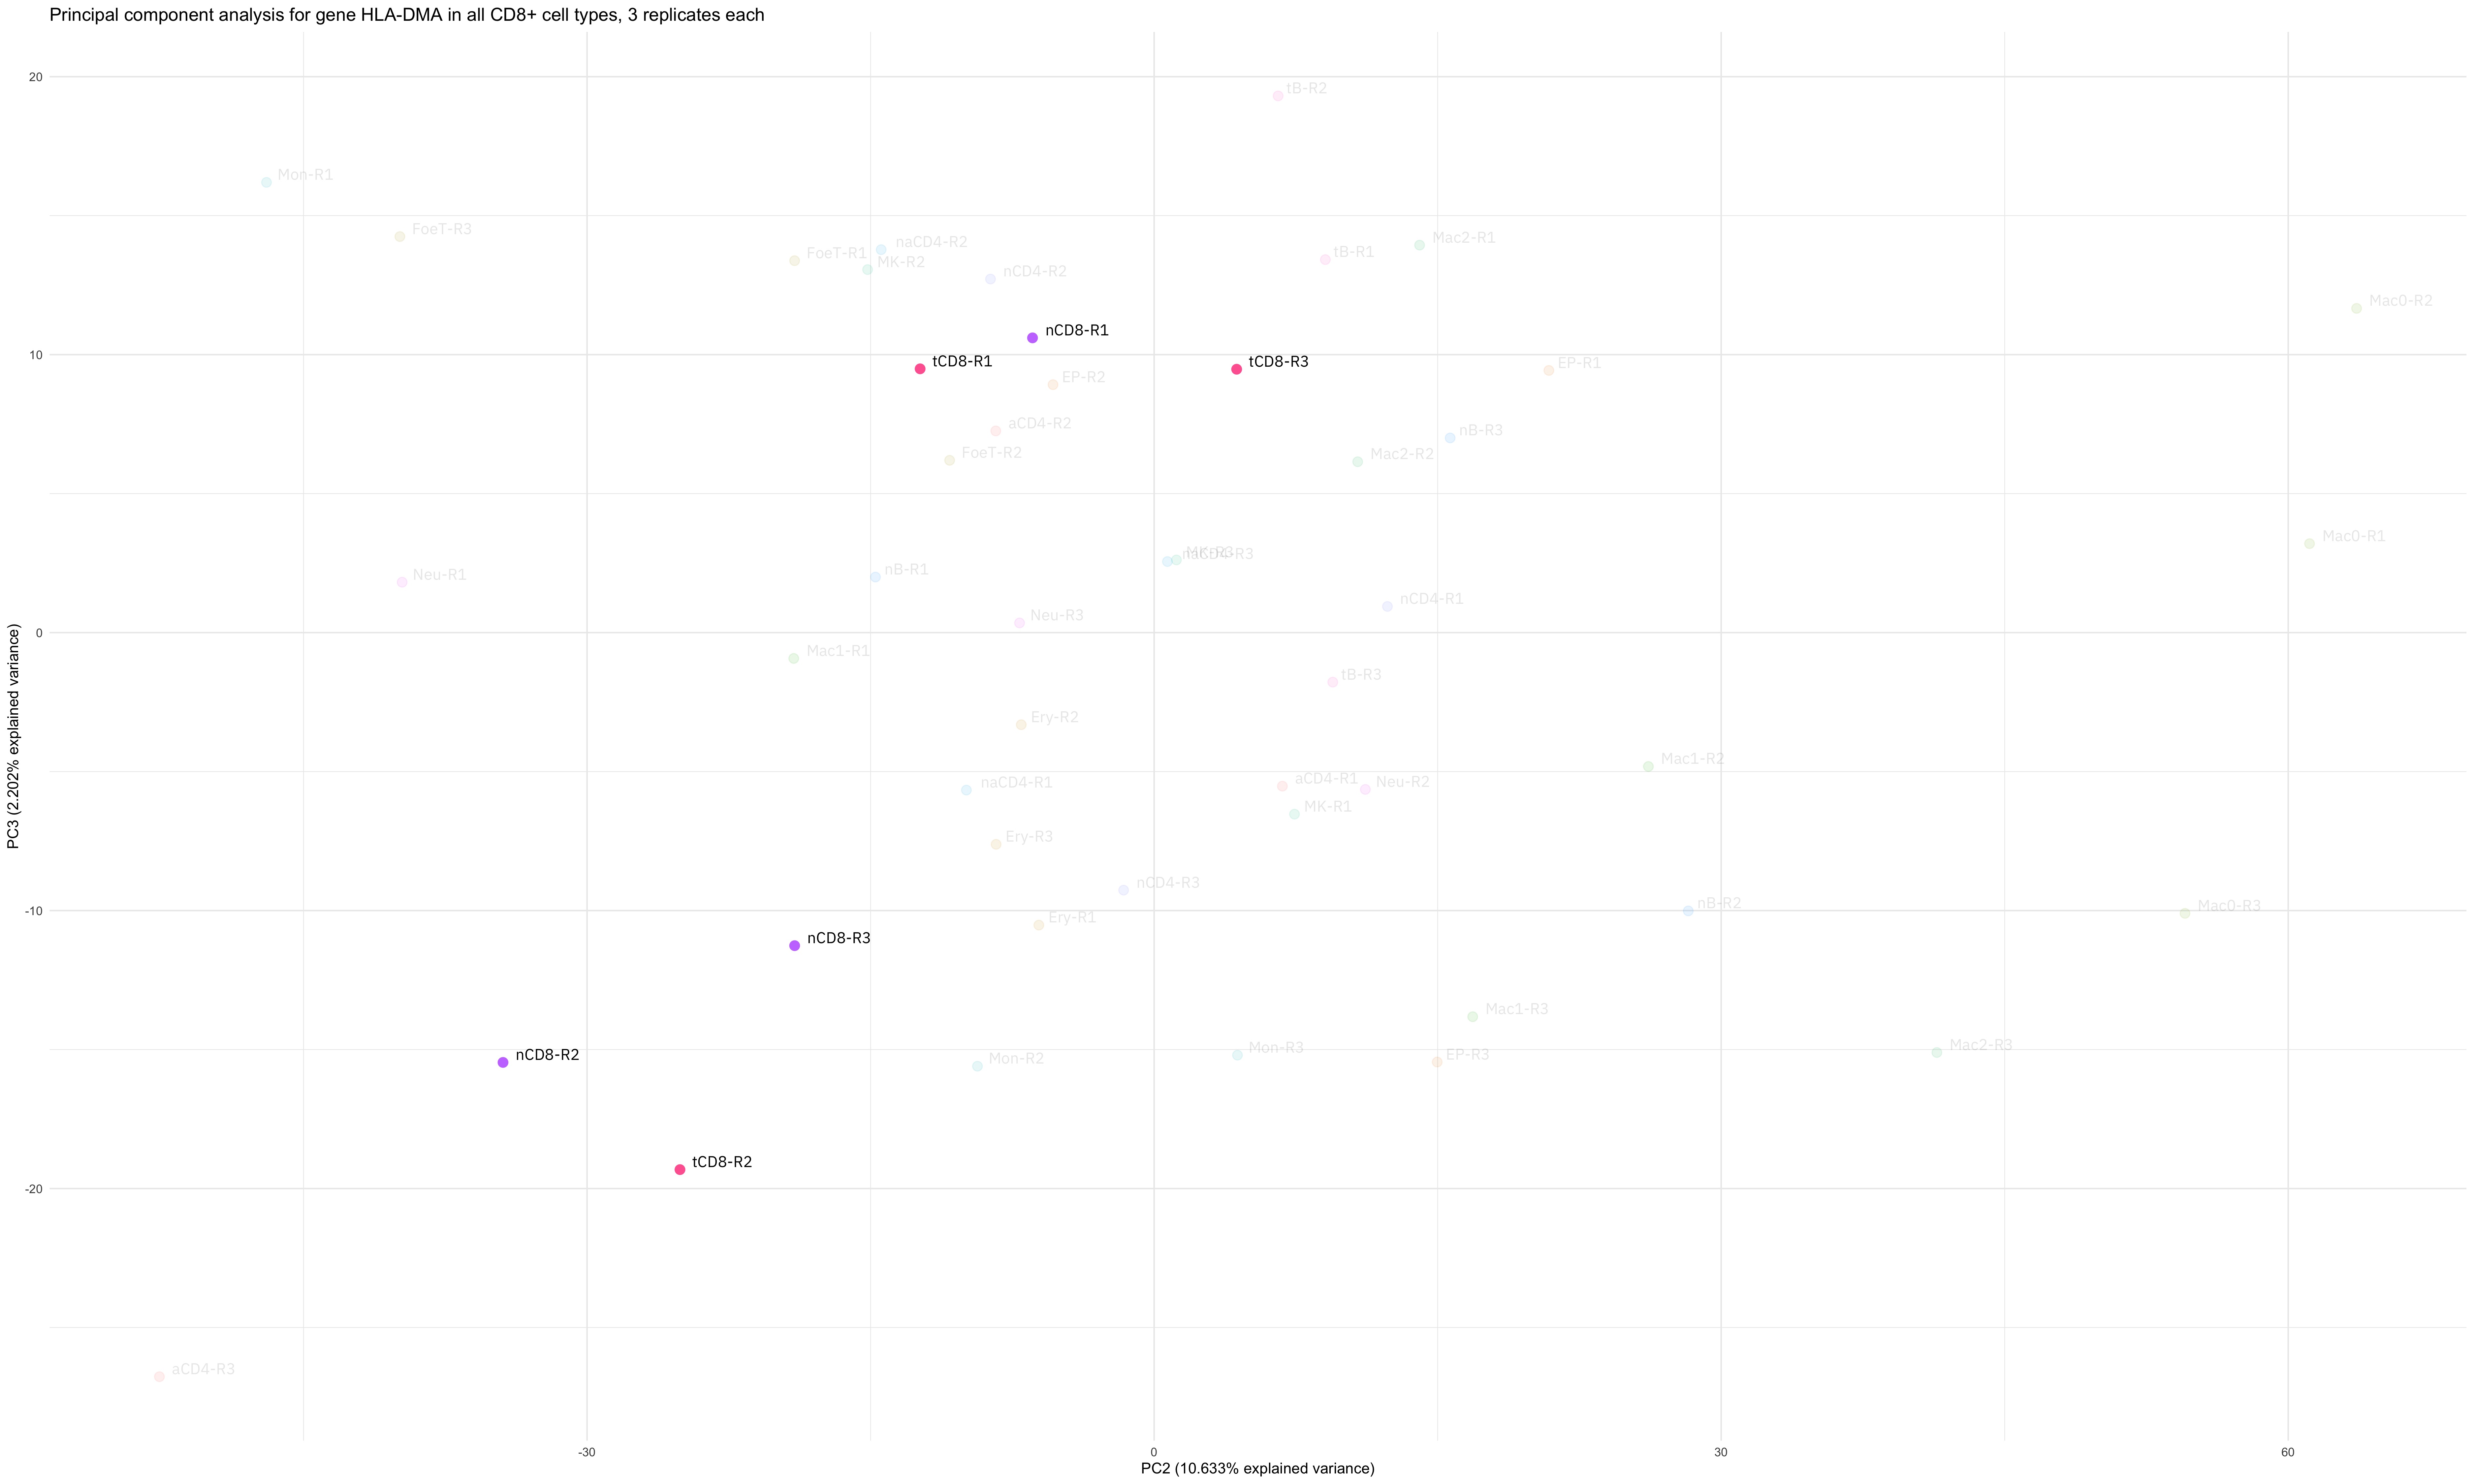 Principal component analysis for gene HLA-DMA in all CD8+ cell types, 3 replicates each
20
tB-R2
Mon-R1
FoeT-R3
naCD4-R2
Mac2-R1
FoeT-R1
tB-R1
MK-R2
nCD4-R2
Mac0-R2
nCD8-R1
10
tCD8-R1
tCD8-R3
EP-R1
EP-R2
aCD4-R2
nB-R3
FoeT-R2
Mac2-R2
Mac0-R1
MK-R3
naCD4-R3
nB-R1
Neu-R1
nCD4-R1
Neu-R3
0
Mac1-R1
tB-R3
Ery-R2
Mac1-R2
naCD4-R1
aCD4-R1
Neu-R2
MK-R1
Ery-R3
nCD4-R3
nB-R2
Mac0-R3
-10
Ery-R1
nCD8-R3
Mac1-R3
Mac2-R3
Mon-R3
EP-R3
nCD8-R2
Mon-R2
tCD8-R2
-20
aCD4-R3
PC3 (2.202% explained variance)
-30
0
30
60
PC2 (10.633% explained variance)